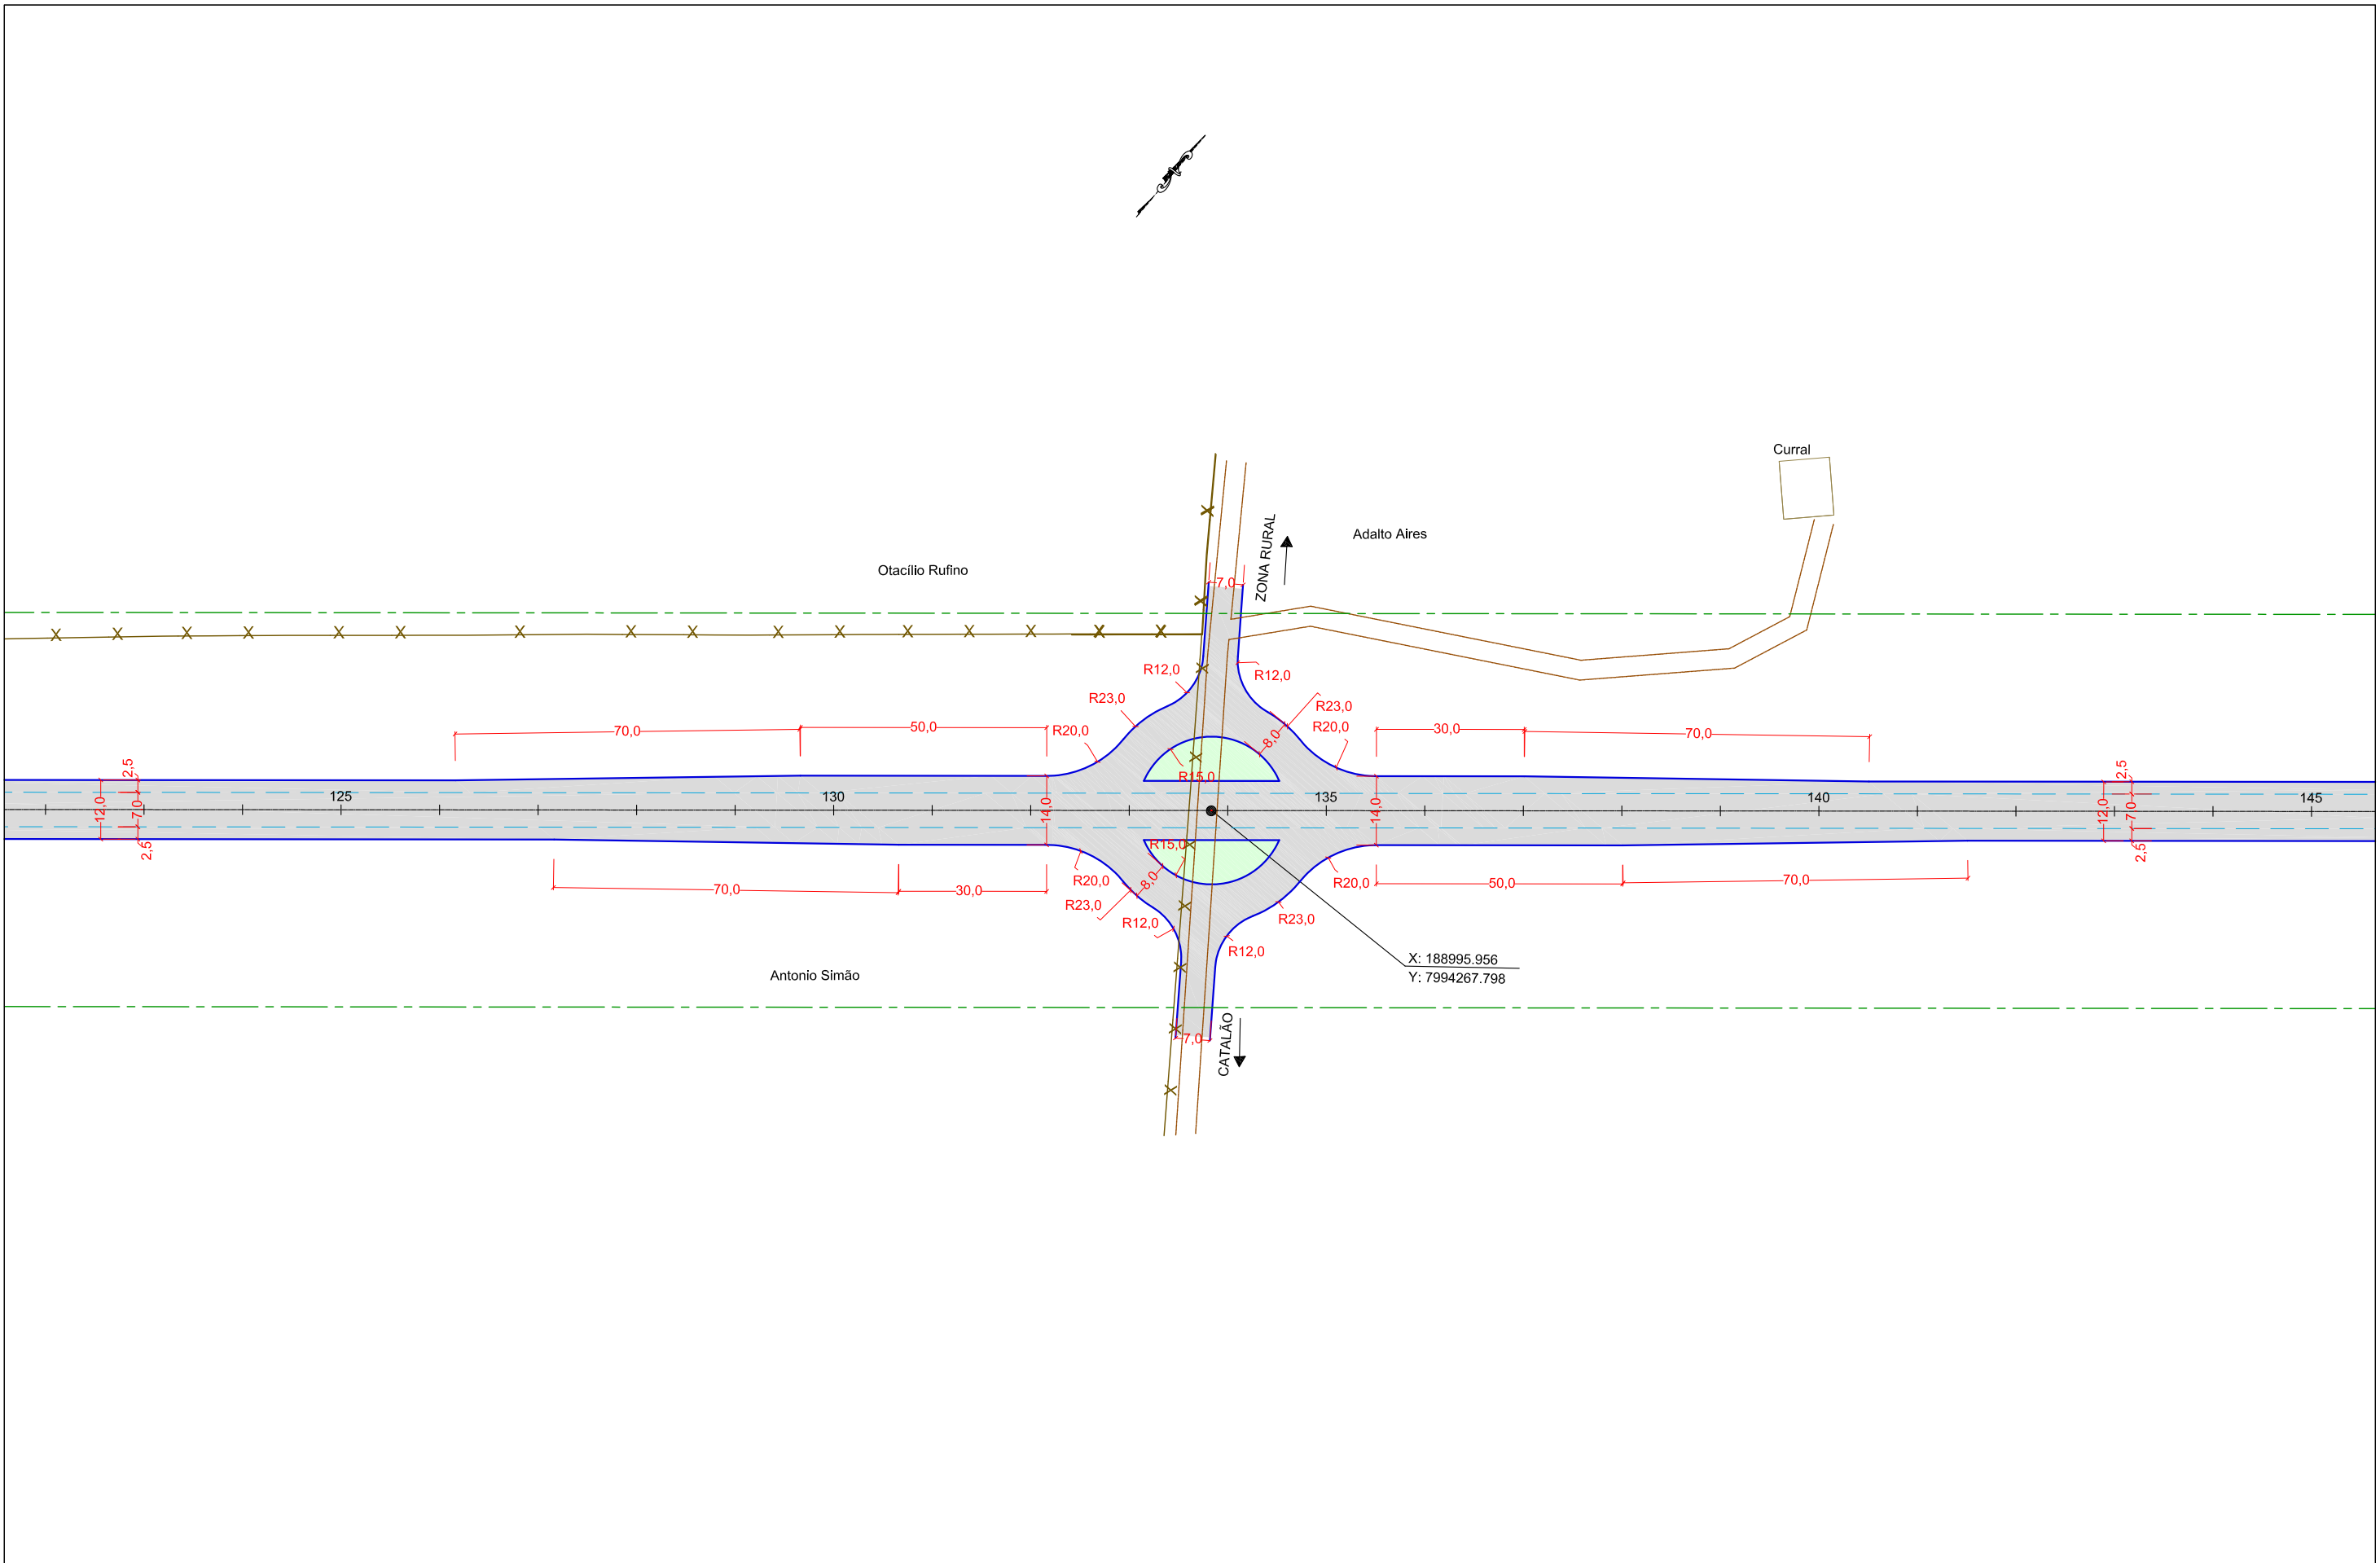 Curral
Adalto Aires
ZONA RURAL
Otacílio Rufino
7,0
R12,0
R12,0
R23,0
R23,0
R20,0
R20,0
8,0
R15,0
70,0
50,0
30,0
70,0
2,5
12,0
7,0
2,5
125
130
14,0
135
14,0
140
145
2,5
12,0
7,0
2,5
R15,0
8,0
R20,0
R20,0
R23,0
R23,0
R12,0
R12,0
70,0
30,0
50,0
70,0
X: 188995.956
Y: 7994267.798
Antonio Simão
CATALÃO
7,0